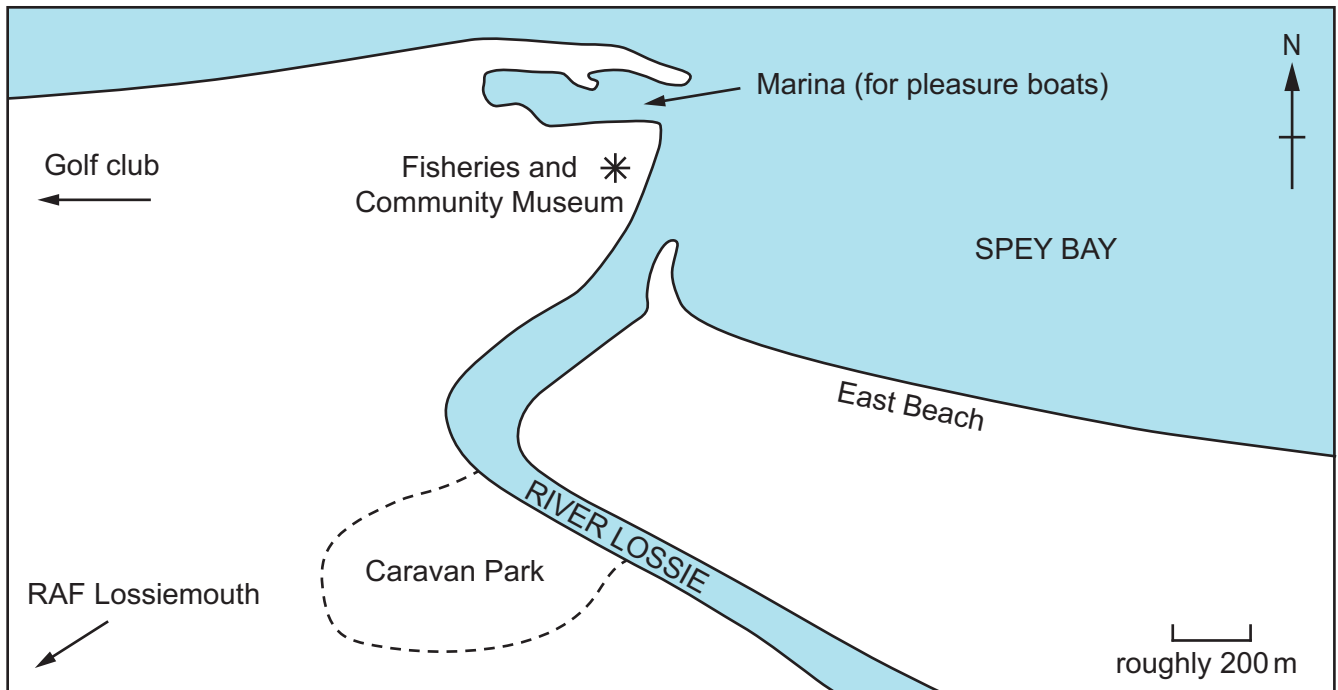 N
Marina (for pleasure boats)
Golf club
Fisheries and
Community Museum
SPEY BAY
East Beach
RIVER LOSSIE
Caravan Park
RAF Lossiemouth
roughly 200 m